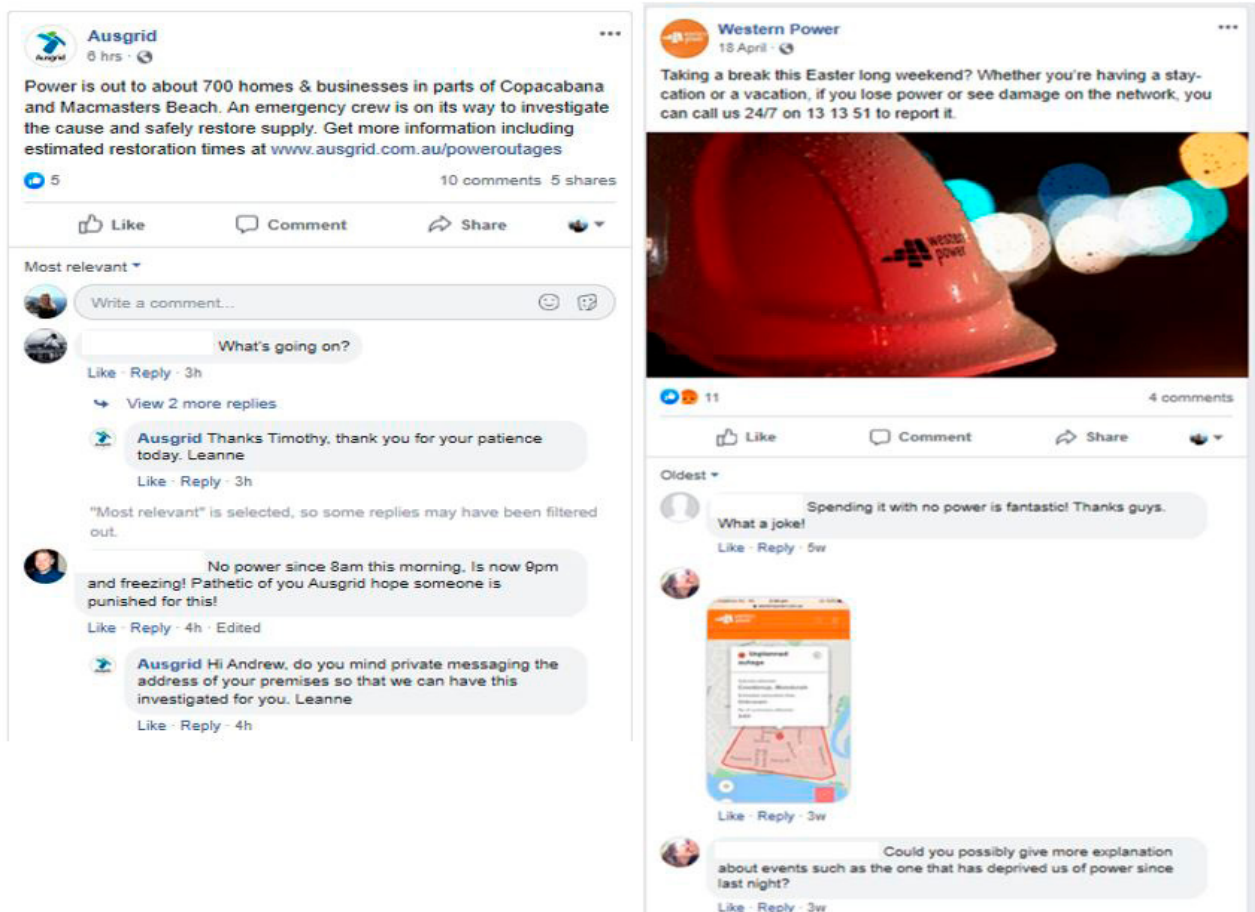 Ausgrid
6 hrs ·
Power is out to about 700 homes & businesses in parts of Copacabana
and Macmasters Beach. An emergency crew is on its way to investigate
the cause and safely restore supply. Get more information including
estimated restoration times at www.ausgrid.com.au/poweroutages
5
10 comments 5 shares
Like Comment Share
Most relevant
Write a comment...
What's going on?
Like · Reply · 3h
View 2 more replies
Ausgrid Thanks Timothy, thank you for your patience
today. Leanne
Like · Reply · 3h
"Most relevant" is selected, so some replies may have been filtered
out.
No power since 8am this morning, Is now 9pm
and freezing! Pathetic of you Ausgrid hope someone is
punished for this!
Like · Reply · 4h · Edited
Ausgrid Hi Andrew, do you mind private messaging the
address of your premises so that we can have this
investigated for you. Leanne
Like · Reply · 4h
Western Power
18 April ·
Taking a break this Easter long weekend? Whether you're having a stay-
cation or a vacation, if you lose power or see damage on the network, you
can call us 24/7 on 13 13 51 to report it.
western
power
11
4 comments
Like Comment Share
Oldest
Spending it with no power is fantastic! Thanks guys.
What a joke!
Like · Reply · 5w
Unplanned
outage
Like · Reply · 3w
Could you possibly give more explanation
about events such as the one that has deprived us of power since
last night?
Like · Reply · 3w